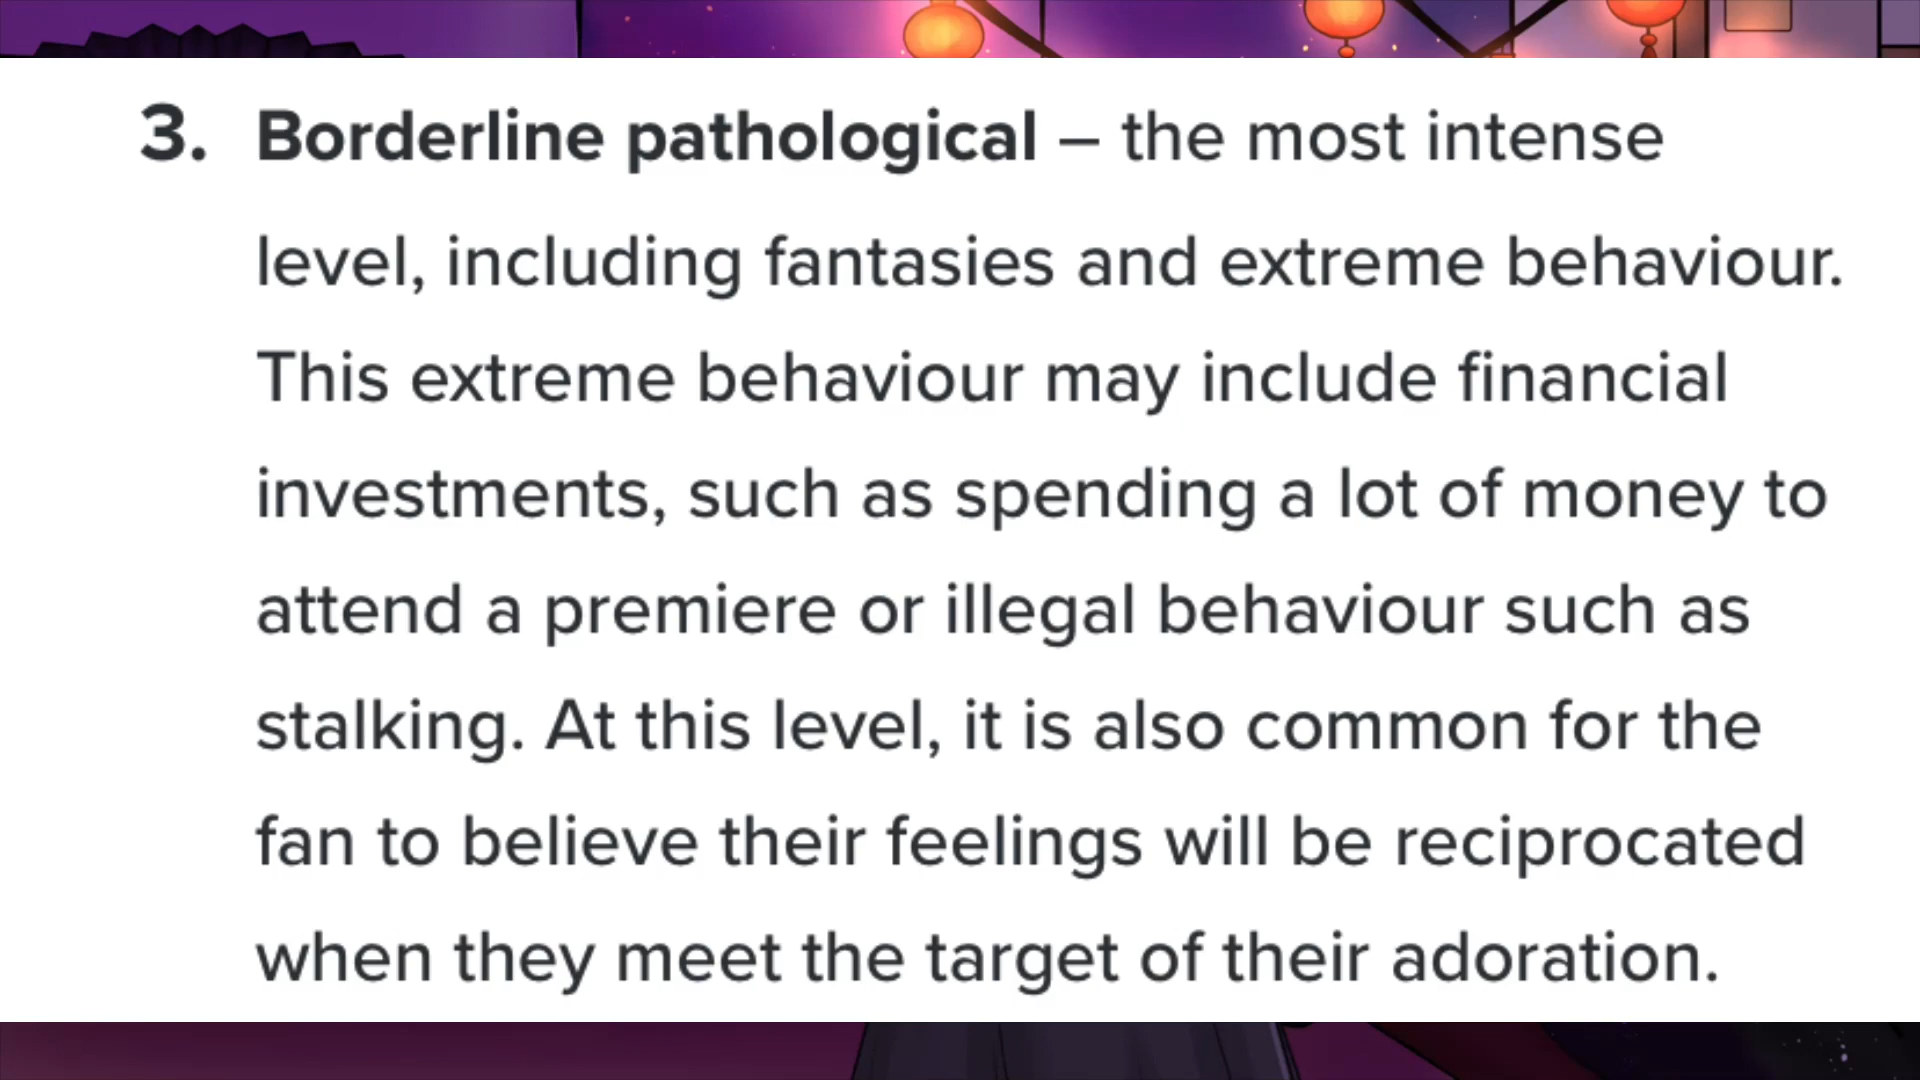 3. Borderline pathological – the most intense
level, including fantasies and extreme behaviour.
This extreme behaviour may include financial
investments, such as spending a lot of money to
attend a premiere or illegal behaviour such as
stalking. At this level, it is also common for the
fan to believe their feelings will be reciprocated
when they meet the target of their adoration.